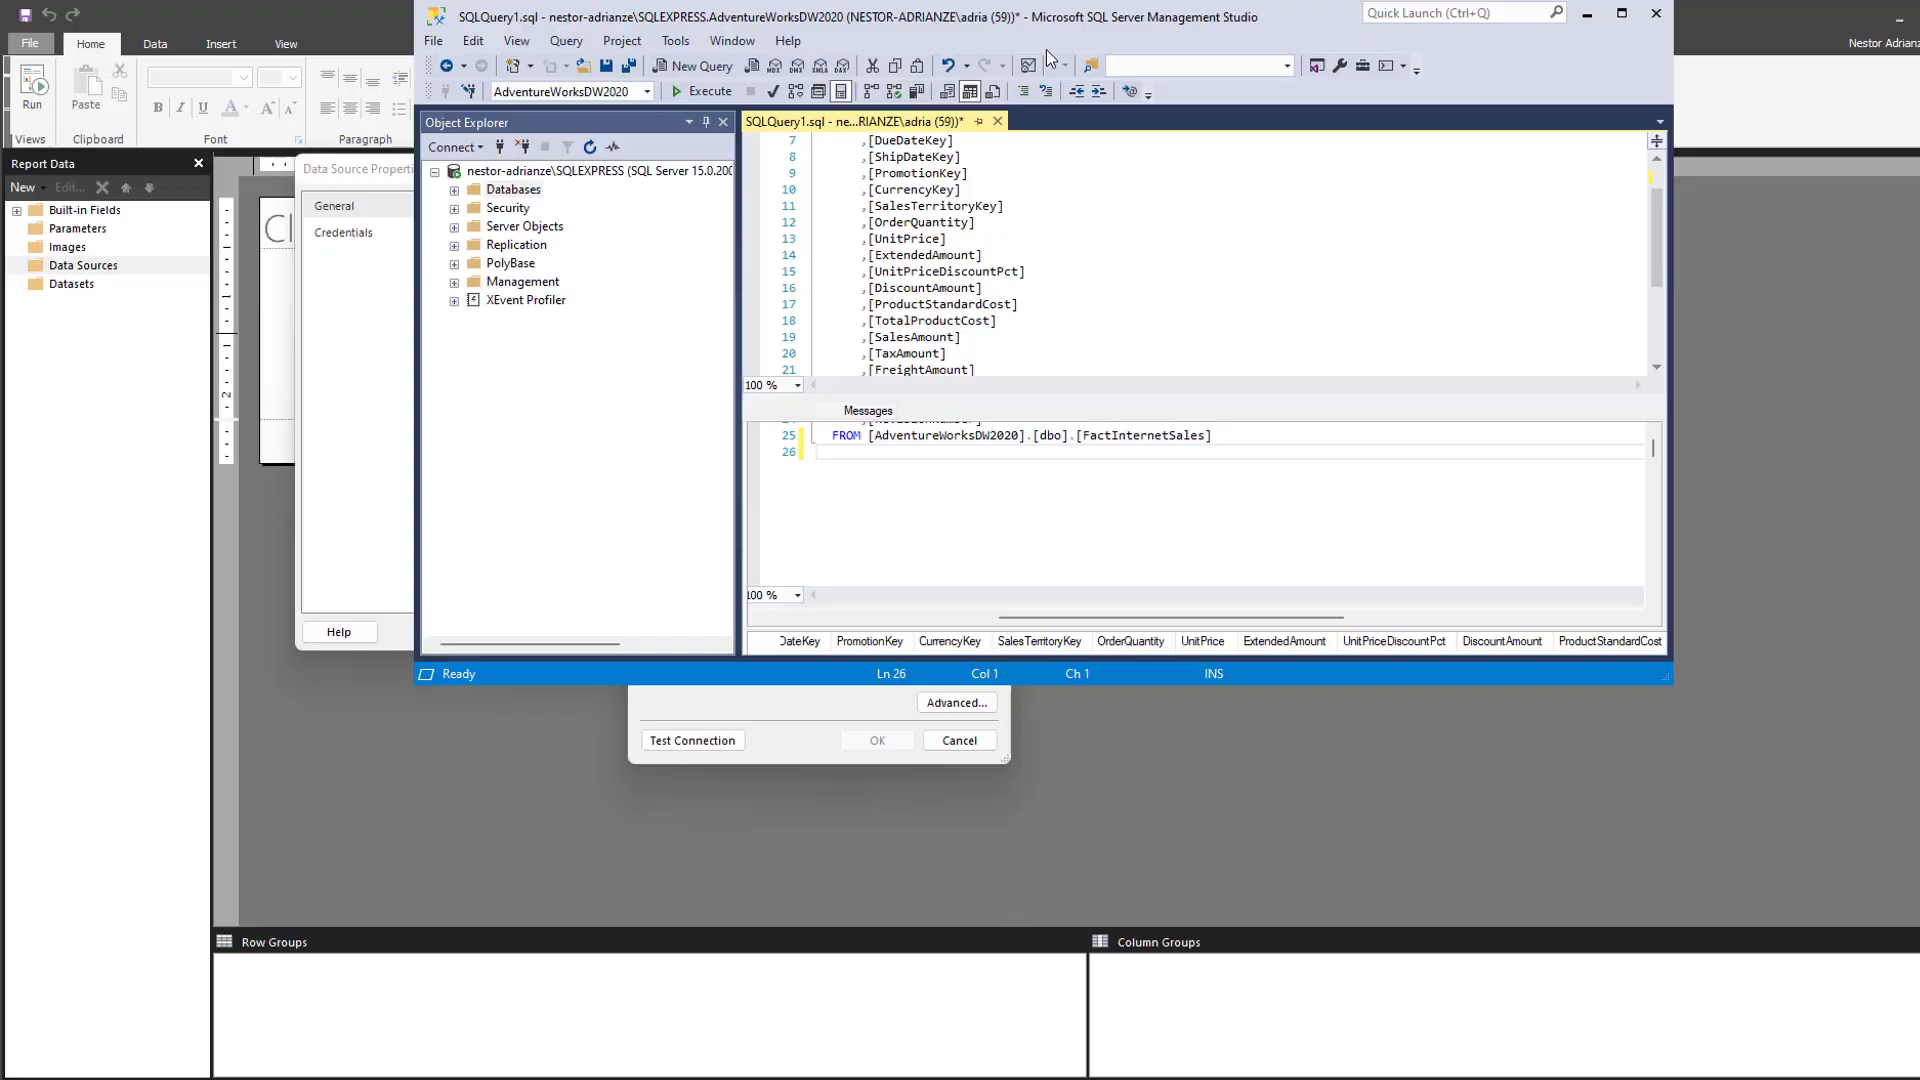 SQLQuery1.sql - nestor-adrianze\SQLEXPRESS.AdventureWorksDW2020 (NESTOR-ADRIANZE\adria (59))* - Microsoft SQL Server Management Studio
Quick Launch (Ctrl+Q)
File Home Data Insert View
Nestor Adrianz
File Edit View Query Project Tools Window Help
New Query
Run Paste
AdventureWorksDW2020 Execute
Views Clipboard Font Paragraph
Object Explorer
SQLQuery1.sql - ne...RIANZE\adria (59))*
Report Data
New Edit...
Built-in Fields
Parameters
Images
Data Sources
Datasets
Data Source Properti
General
Credentials
Help
Cl
1
2
Connect
nestor-adrianze\SQLEXPRESS (SQL Server 15.0.200
Databases
Security
Server Objects
Replication
PolyBase
Management
XEvent Profiler
7 ,[DueDateKey]
8 ,[ShipDateKey]
9 ,[PromotionKey]
10 ,[CurrencyKey]
11 ,[SalesTerritoryKey]
12 ,[OrderQuantity]
13 ,[UnitPrice]
14 ,[ExtendedAmount]
15 ,[UnitPriceDiscountPct]
16 ,[DiscountAmount]
17 ,[ProductStandardCost]
18 ,[TotalProductCost]
19 ,[SalesAmount]
20 ,[TaxAmount]
21 ,[FreightAmount]
100 %
Messages
25 FROM [AdventureWorksDW2020].[dbo].[FactInternetSales]
26
100 %
DateKey PromotionKey CurrencyKey SalesTerritoryKey OrderQuantity UnitPrice ExtendedAmount UnitPriceDiscountPct DiscountAmount ProductStandardCost
Ready Ln 26 Col 1 Ch 1 INS
Advanced...
Test Connection OK Cancel
Row Groups
Column Groups